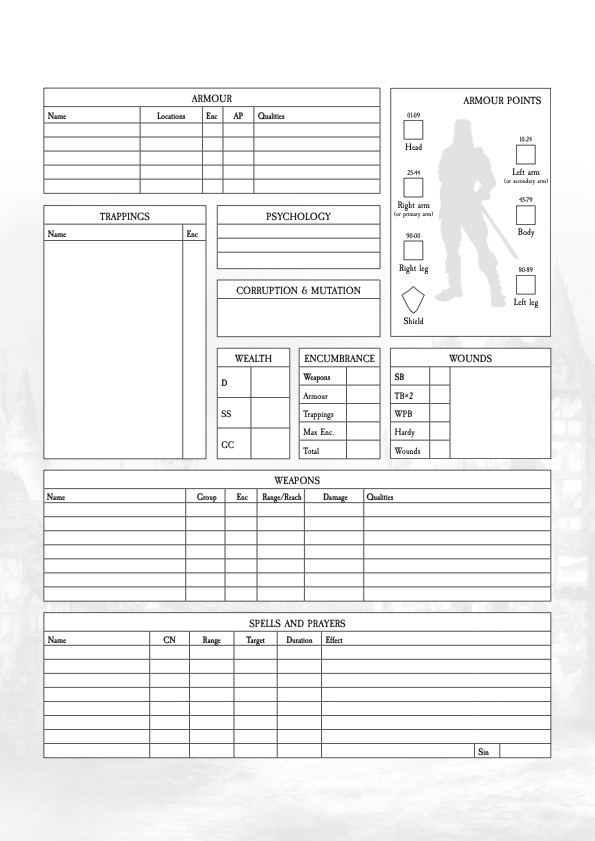 ARMOUR
Name Locations Enc AP Qualities
ARMOUR POINTS
01-09
Head
10-24
Left arm
(or secondary arm)
25-44
Right arm
(or primary arm)
45-79
Body
90-00
Right leg
80-89
Left leg
Shield
TRAPPINGS
Name Enc
PSYCHOLOGY
CORRUPTION & MUTATION
WEALTH
D
SS
GC
ENCUMBRANCE
Weapons
Armour
Trappings
Max Enc.
Total
WOUNDS
SB
TB×2
WPB
Hardy
Wounds
WEAPONS
Name Group Enc Range/Reach Damage Qualities
SPELLS AND PRAYERS
Name CN Range Target Duration Effect
Sin